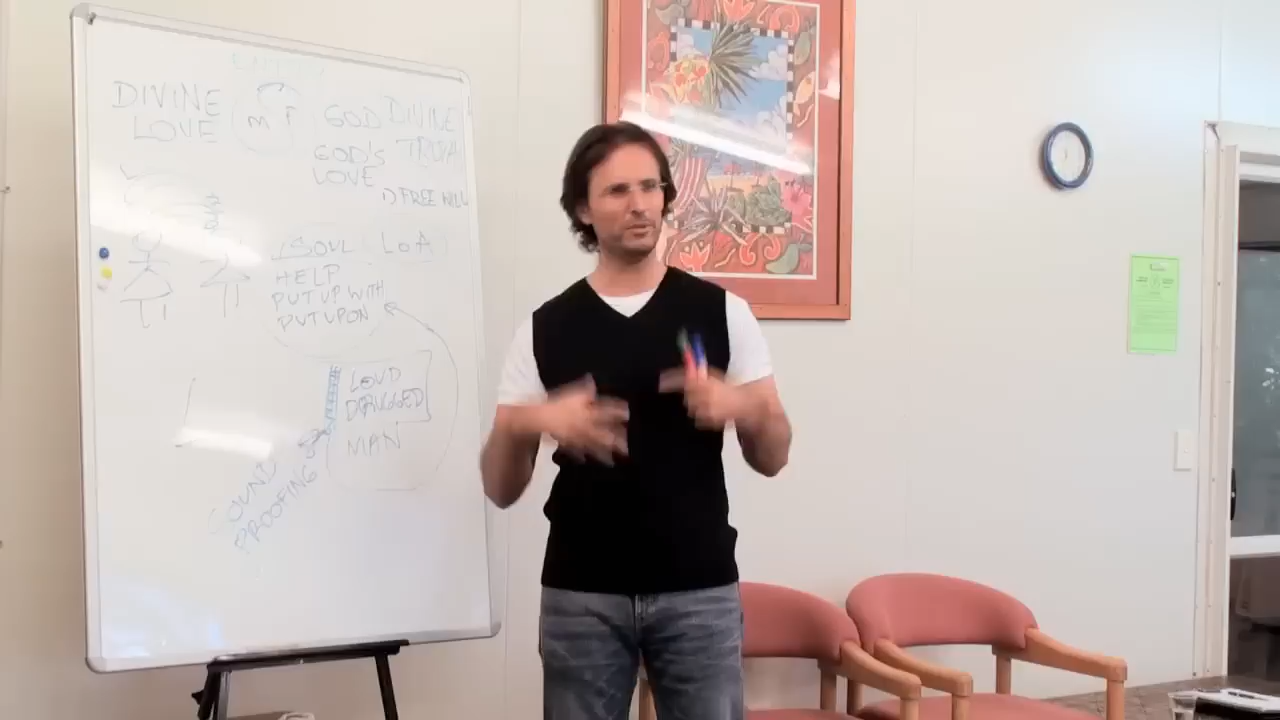 DIVINE
LOVE
M F
GOD
GOD'S
LOVE
DIVINE
TRUTH
1) FREE WILL
SOUL
LOA
HELP
PUT UP WITH
PUT UPON
LOUD
DRUGGED
MAN
SOUND
PROOFING